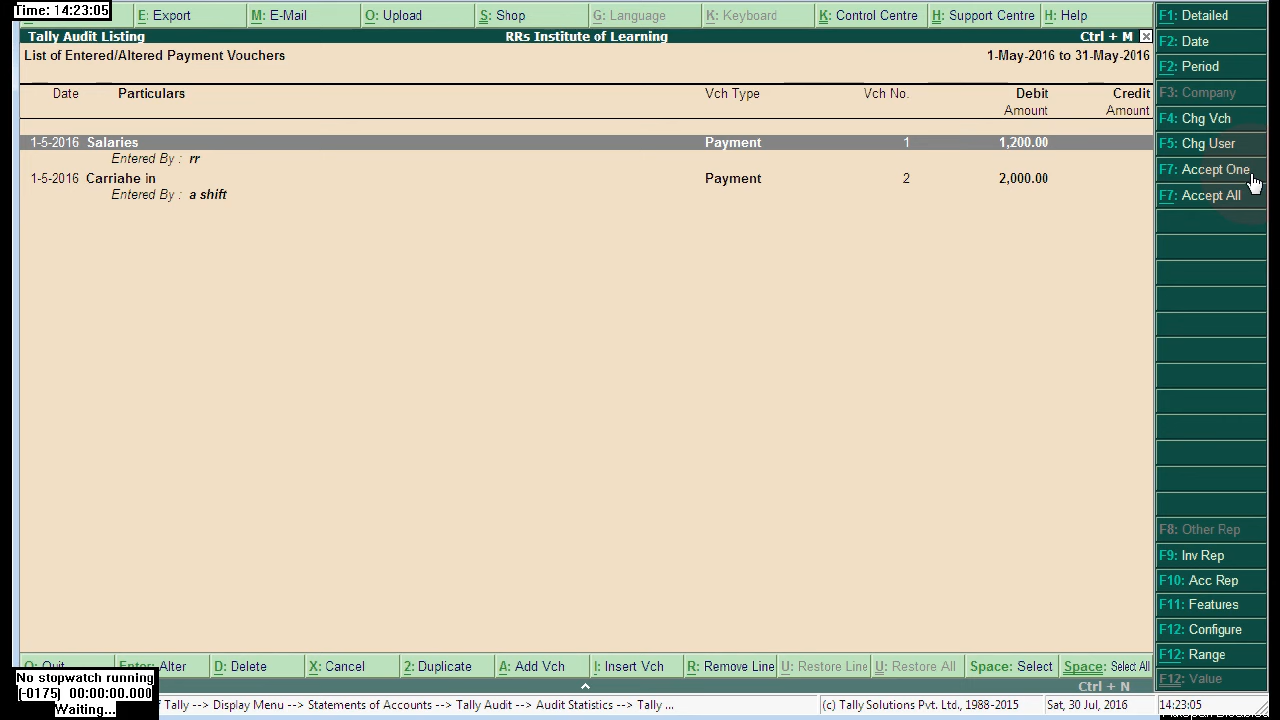 Time: 14:23:05
E: Export
M: E-Mail
O: Upload
S: Shop
G: Language
K: Keyboard
K: Control Centre
H: Support Centre
H: Help
Tally Audit Listing
RRs Institute of Learning
Ctrl + M
List of Entered/Altered Payment Vouchers
1-May-2016 to 31-May-2016
Date Particulars Vch Type Vch No. Debit Credit
Amount Amount
1-5-2016 Salaries Payment 1 1,200.00
Entered By : rr
1-5-2016 Carriahe in Payment 2 2,000.00
Entered By : a shift
F1: Detailed
F2: Date
F2: Period
F3: Company
F4: Chg Vch
F5: Chg User
F7: Accept One
F7: Accept All
F8: Other Rep
F9: Inv Rep
F10: Acc Rep
F11: Features
F12: Configure
F12: Range
F12: Value
Q: Quit
Enter: Alter
D: Delete
X: Cancel
A: Add Vch
I: Insert Vch
R: Remove Line
U: Restore Line
U: Restore All
Space: Select
Space: Select All
Ctrl + N
No stopwatch running
[-0175] 00:00:00.000
Waiting...
Tally --> Display Menu --> Statements of Accounts --> Tally Audit --> Audit Statistics --> Tally ...
(c) Tally Solutions Pvt. Ltd., 1988-2015
Sat, 30 Jul, 2016
14:23:05